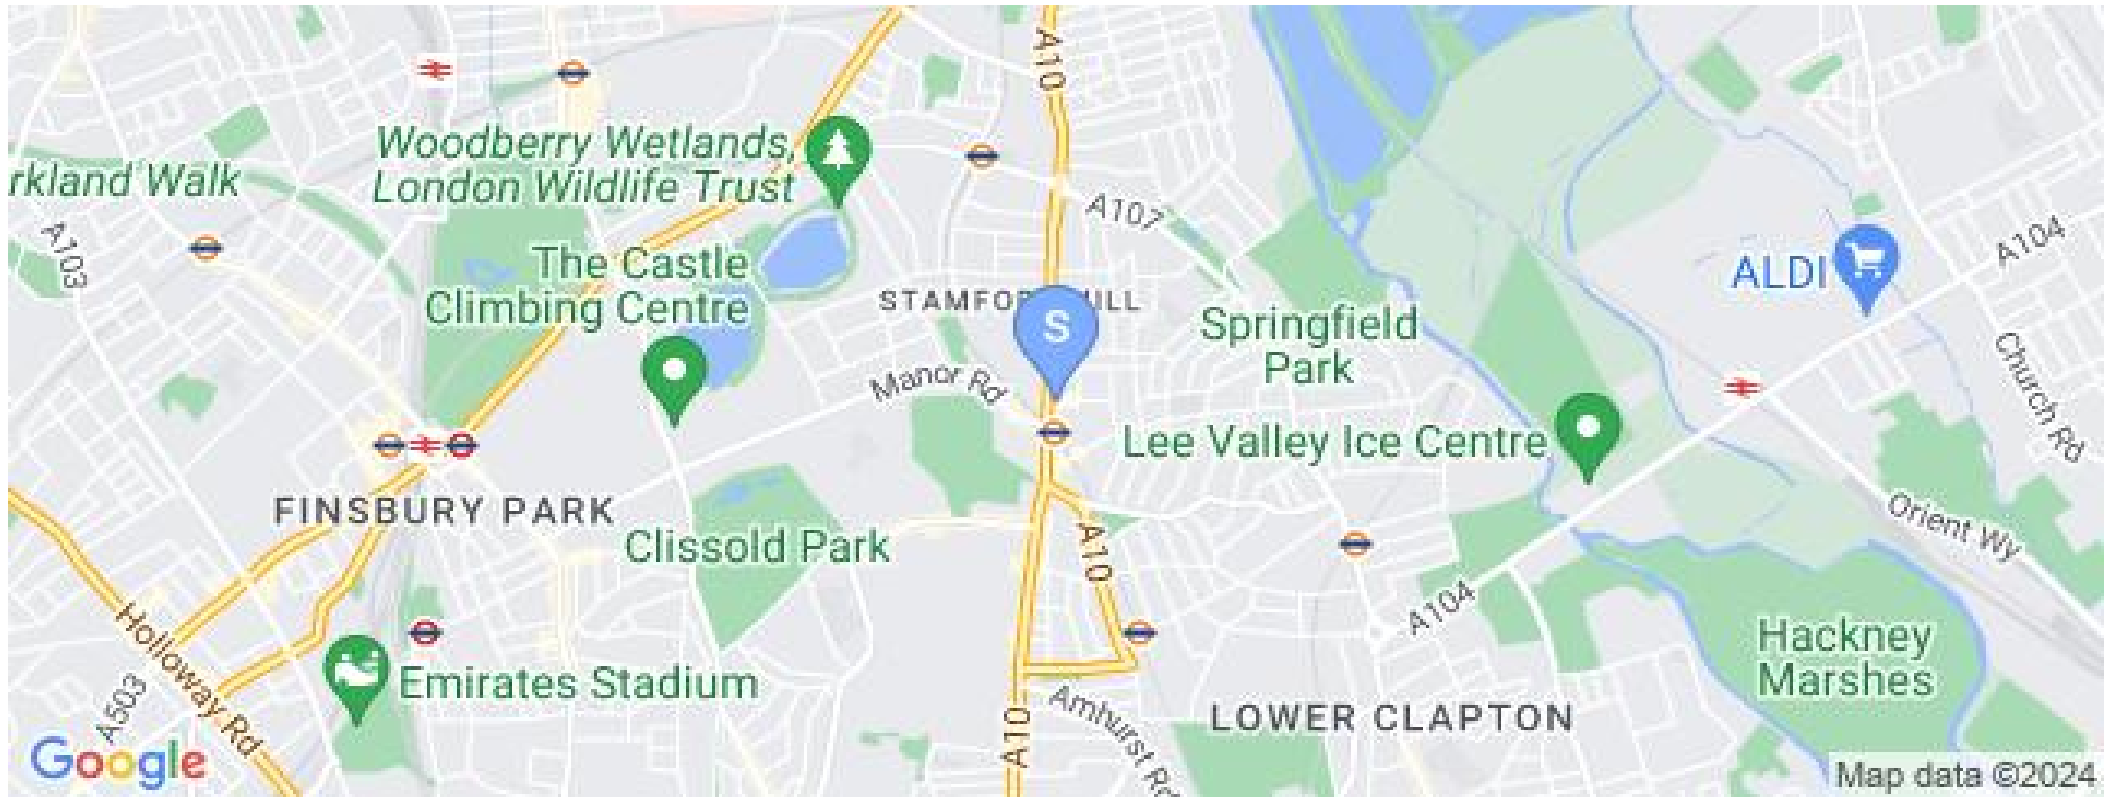 A10
Woodberry Wetlands,
London Wildlife Trust
rkland Walk
A103
A107
A104
The Castle
Climbing Centre
ALDI
STAMFO
ILL
S
Springfield
Park
Manor Rd
Church Rd
Lee Valley Ice Centre
FINSBURY PARK
Orient Wy
Clissold Park
A10
A104
Holloway Rd
Hackney
Marshes
Emirates Stadium
A503
Amhurst Rd
LOWER CLAPTON
A10
Google
Map data ©2024